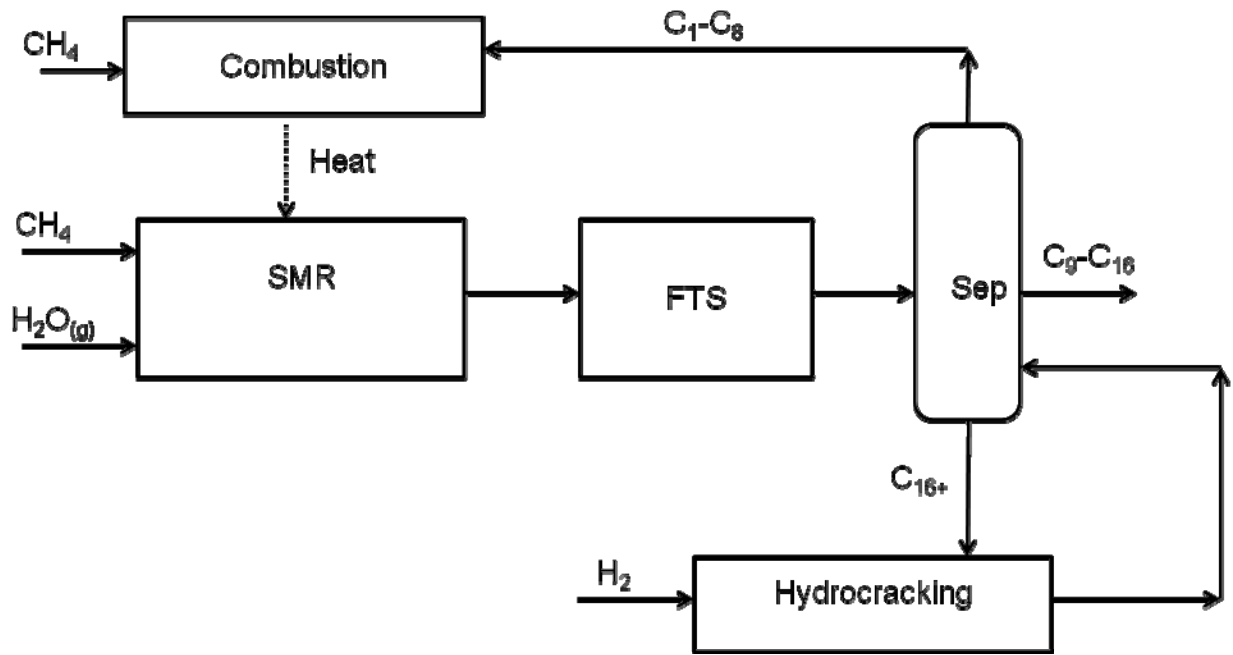 C₁-C₈
CH₄
Combustion
Heat
CH₄
SMR
H₂O(g)
FTS
Sep
C₉-C₁₆
C₁₆₊
H₂
Hydrocracking